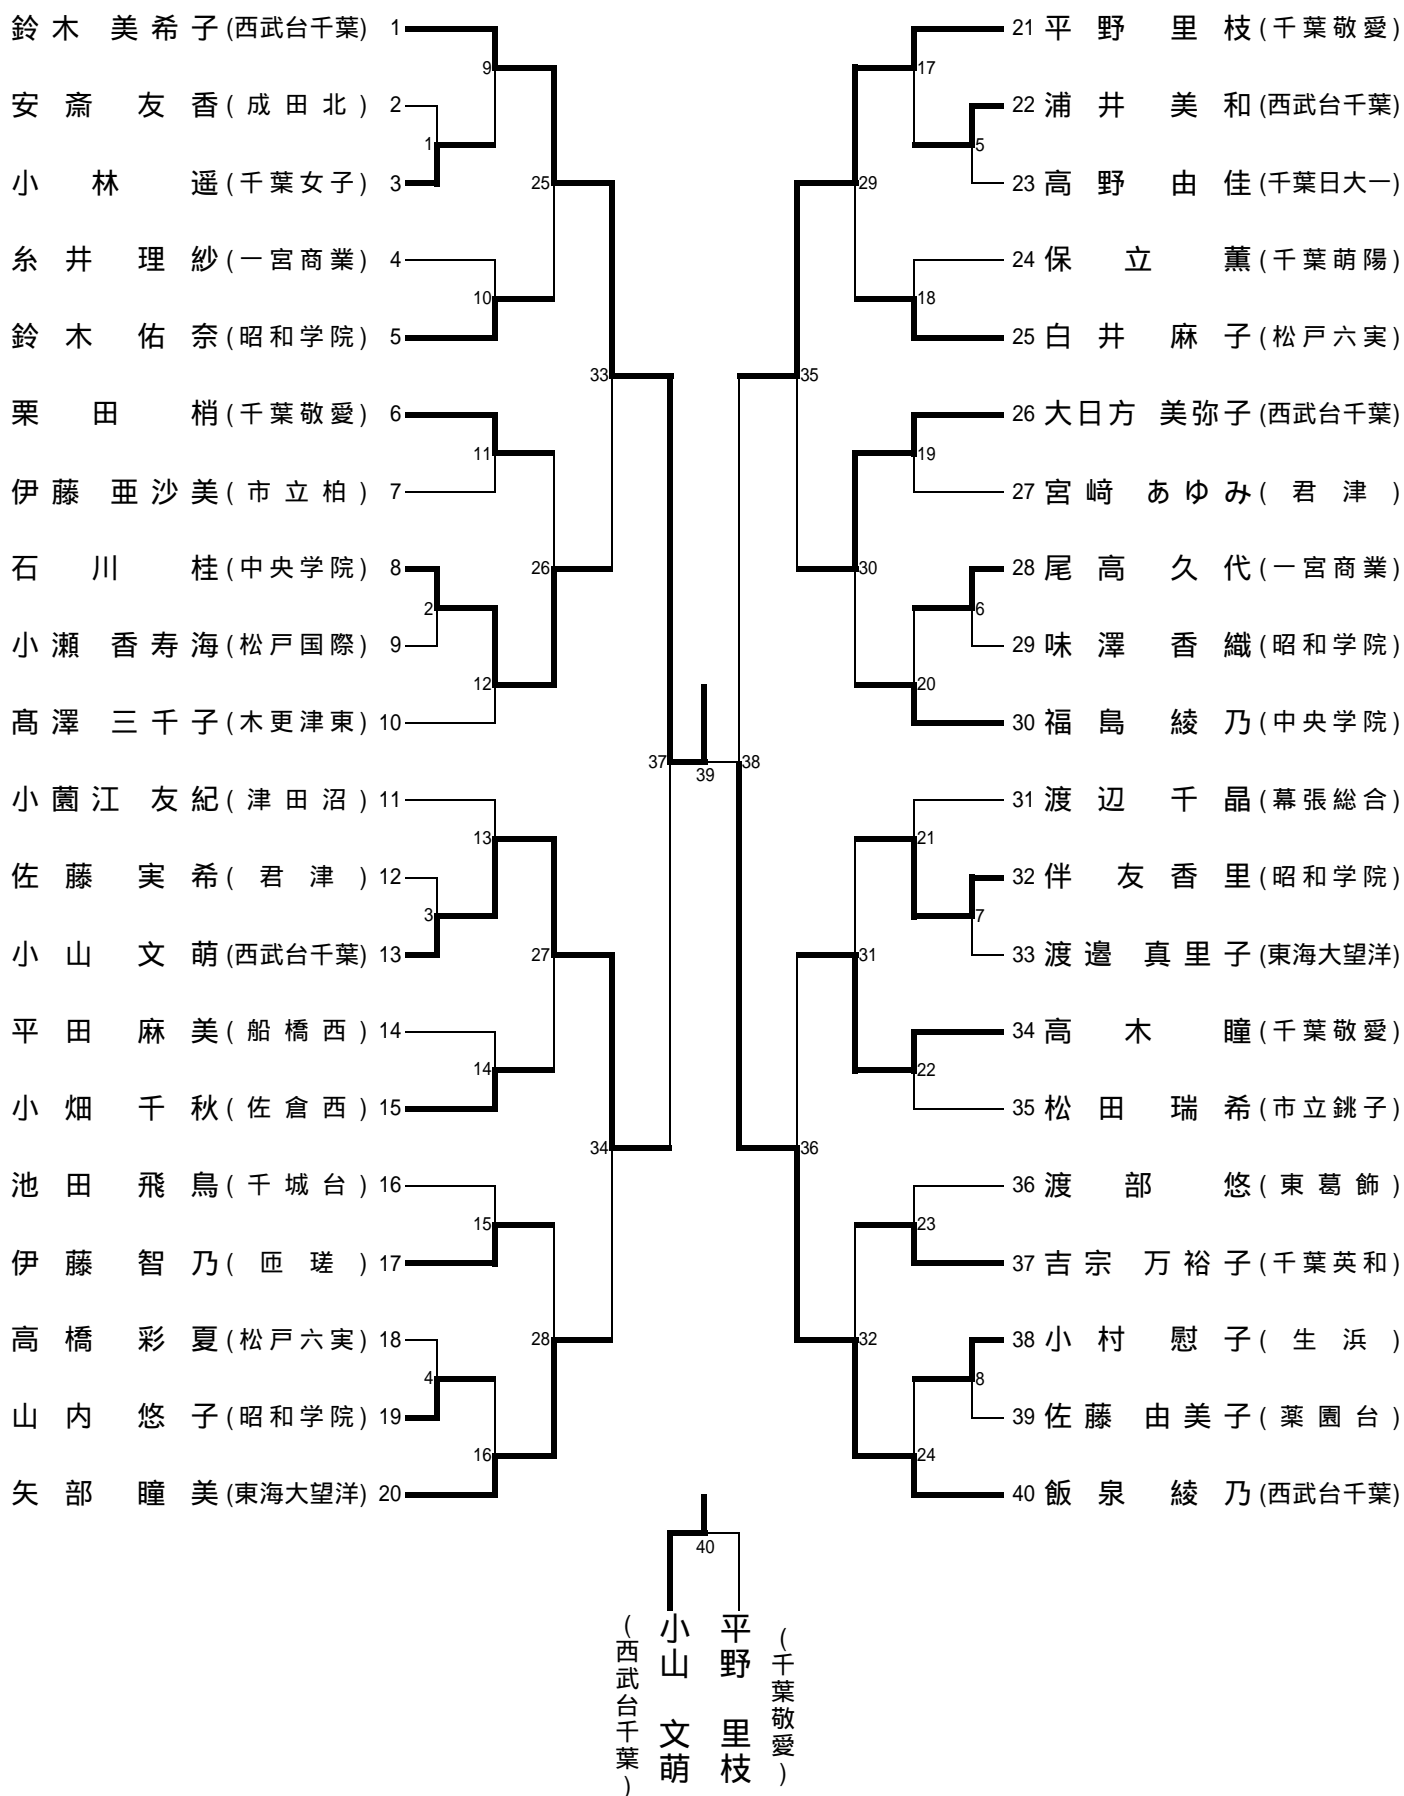 鈴木 美希子 (西武台千葉) 1
安斎 友香 (成田北) 2
小林 遥 (千葉女子) 3
糸井 理紗 (一宮商業) 4
鈴木 佑奈 (昭和学院) 5
栗田 梢 (千葉敬愛) 6
伊藤 亜沙美 (市立柏) 7
石川 桂 (中央学院) 8
小瀬 香寿海 (松戸国際) 9
髙澤 三千子 (木更津東) 10
小薗江 友紀 (津田沼) 11
佐藤 実希 (君津) 12
小山 文萌 (西武台千葉) 13
平田 麻美 (船橋西) 14
小畑 千秋 (佐倉西) 15
池田 飛鳥 (千城台) 16
伊藤 智乃 (匝瑳) 17
高橋 彩夏 (松戸六実) 18
山内 悠子 (昭和学院) 19
矢部 瞳美 (東海大望洋) 20
9
1
25
10
33
11
26
2
12
37
39
38
13
3
27
14
34
15
28
4
16
17
5
29
18
35
19
30
6
20
21
7
31
22
36
23
32
8
24
21 平野 里枝 (千葉敬愛)
22 浦井 美和 (西武台千葉)
23 高野 由佳 (千葉日大一)
24 保立 薫 (千葉萌陽)
25 白井 麻子 (松戸六実)
26 大日方 美弥子 (西武台千葉)
27 宮﨑 あゆみ (君津)
28 尾高 久代 (一宮商業)
29 味澤 香織 (昭和学院)
30 福島 綾乃 (中央学院)
31 渡辺 千晶 (幕張総合)
32 伴 友香里 (昭和学院)
33 渡邉 真里子 (東海大望洋)
34 高木 瞳 (千葉敬愛)
35 松田 瑞希 (市立銚子)
36 渡部 悠 (東葛飾)
37 吉宗 万裕子 (千葉英和)
38 小村 慰子 (生浜)
39 佐藤 由美子 (薬園台)
40 飯泉 綾乃 (西武台千葉)
40
(西武台千葉)
小山 文萌
平野 里枝
(千葉敬愛)